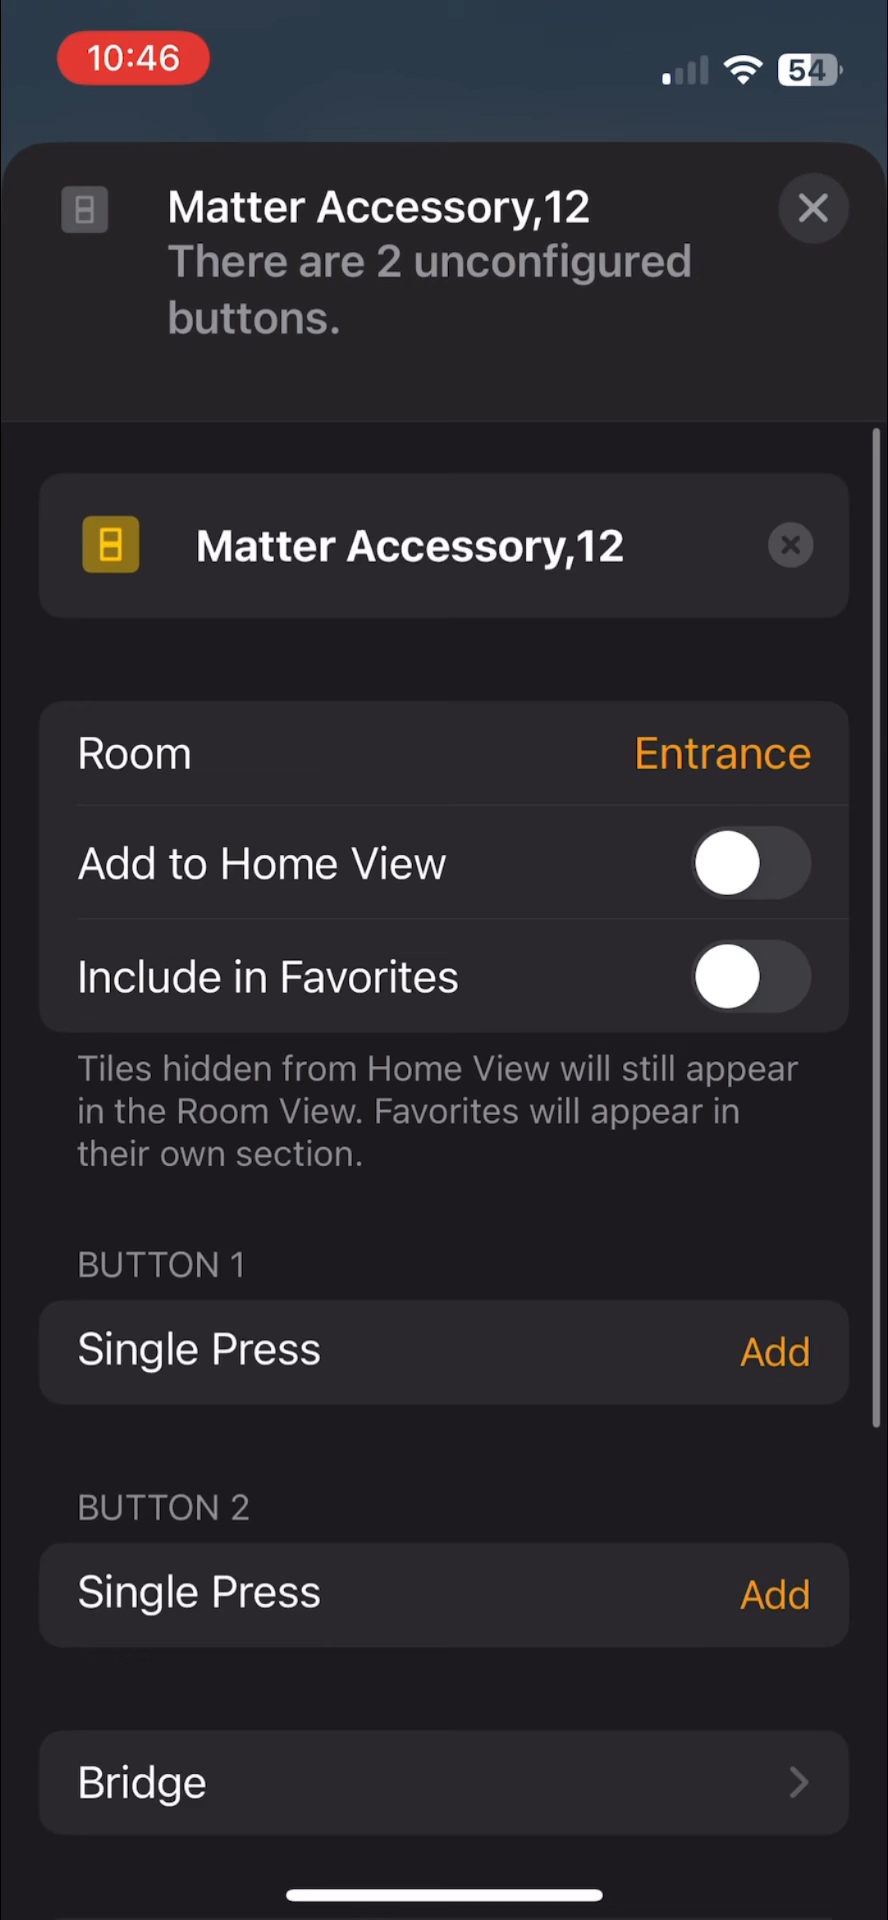 10:46
54
Matter Accessory,12
There are 2 unconfigured
buttons.
Matter Accessory,12
Room
Entrance
Add to Home View
Include in Favorites
Tiles hidden from Home View will still appear
in the Room View. Favorites will appear in
their own section.
BUTTON 1
Single Press
Add
BUTTON 2
Single Press
Add
Bridge